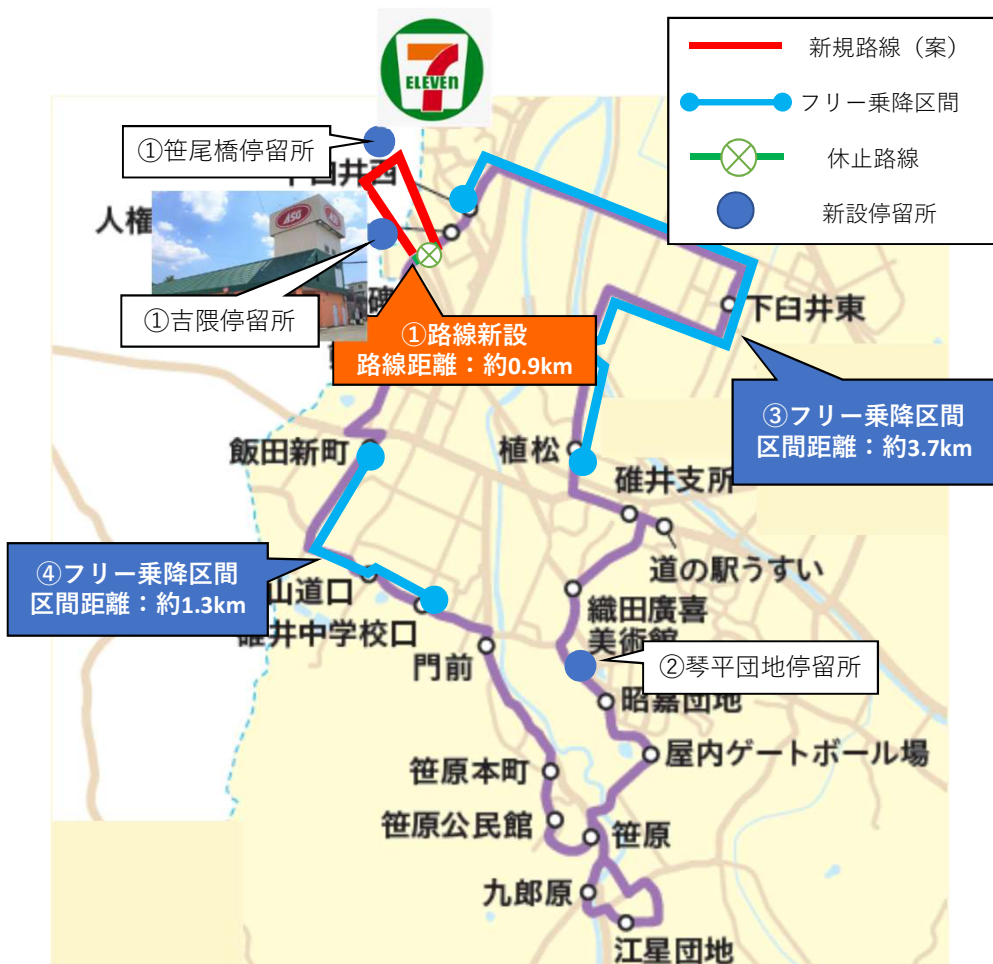 7
ELEVEn
新規路線（案）
フリー乗降区間
休止路線
新設停留所
①笹尾橋停留所
下臼井西
人権
ASG
①吉隈停留所
碓
①路線新設
路線距離：約0.9km
下臼井東
③フリー乗降区間
区間距離：約3.7km
飯田新町
植松
碓井支所
道の駅うすい
④フリー乗降区間
区間距離：約1.3km
山道口
碓井中学校口
織田廣喜
美術館
門前
②琴平団地停留所
昭嘉団地
屋内ゲートボール場
笹原本町
笹原公民館
笹原
九郎原
江星団地